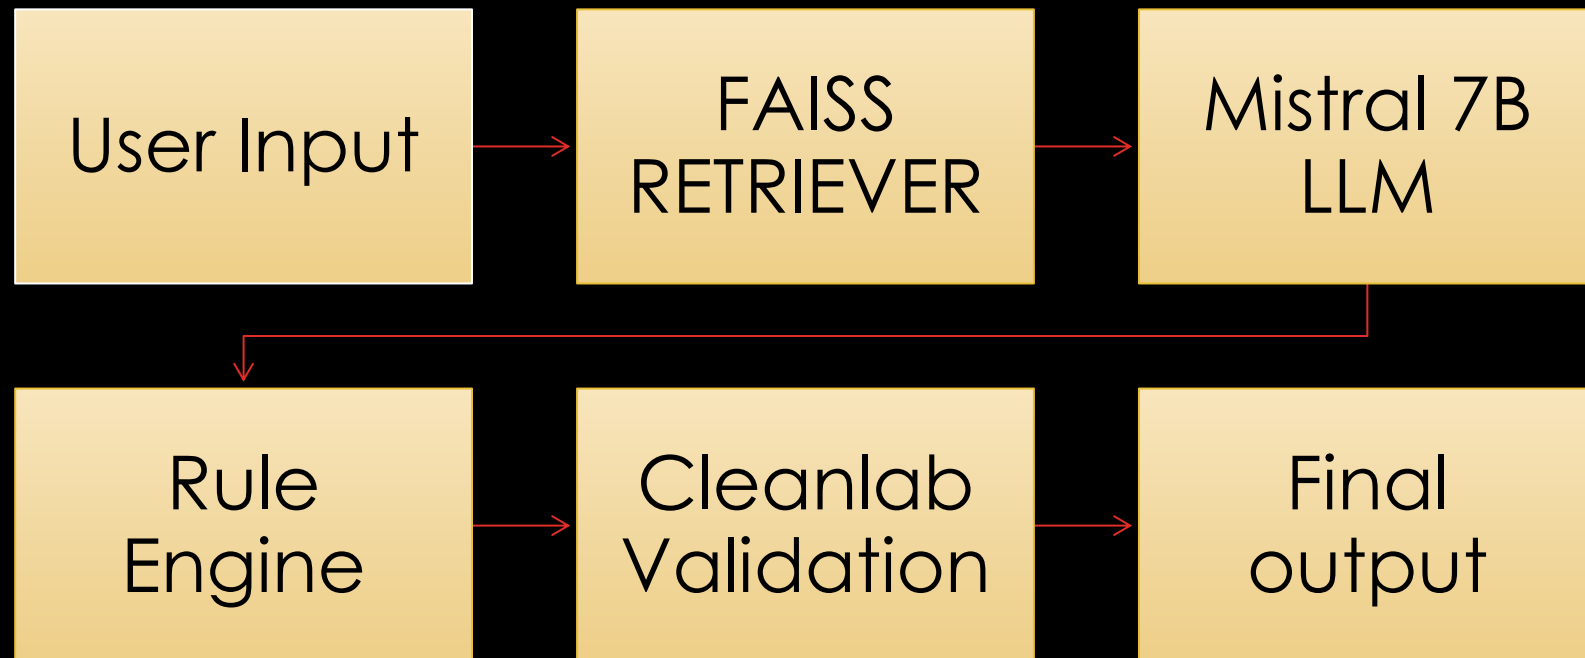 User Input
FAISS
RETRIEVER
Mistral 7B
LLM
Rule
Engine
Cleanlab
Validation
Final
output